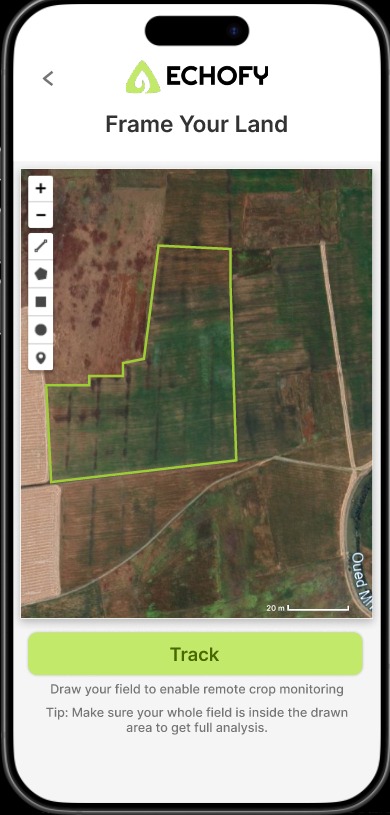 ECHOFY
Frame Your Land
+
−
Oued M
20 m
Track
Draw your field to enable remote crop monitoring
Tip: Make sure your whole field is inside the drawn
area to get full analysis.